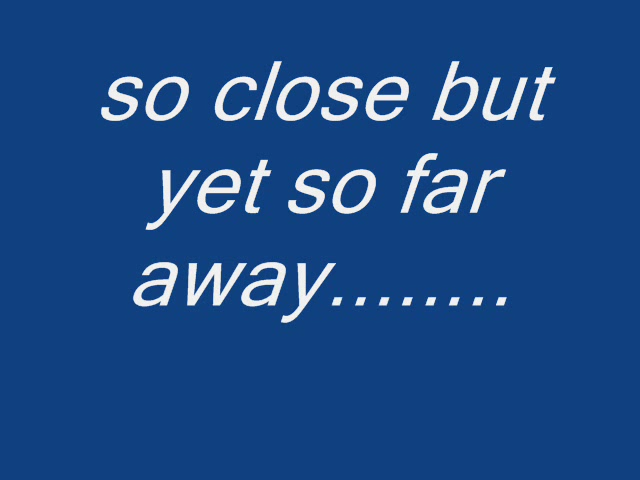 so close but
yet so far
away........